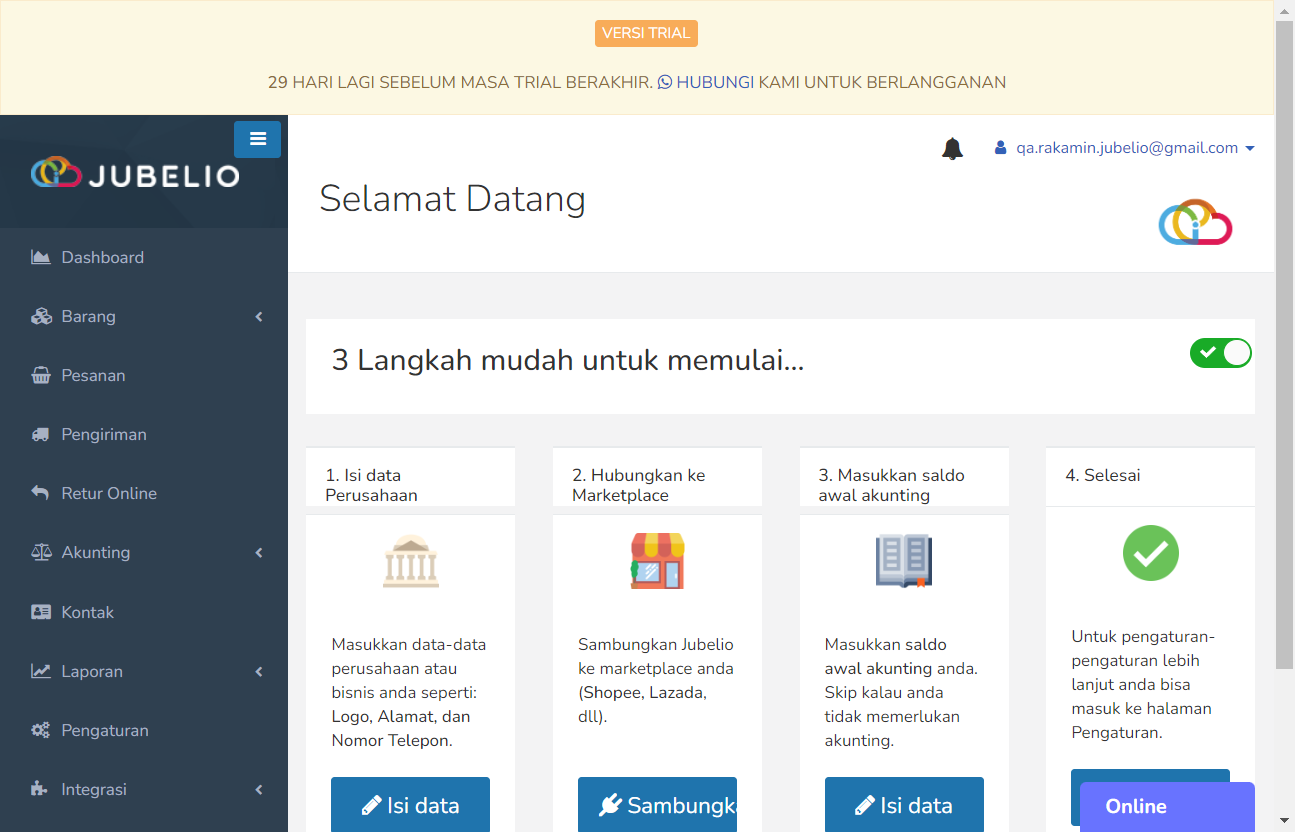 VERSI TRIAL
29 HARI LAGI SEBELUM MASA TRIAL BERAKHIR. HUBUNGI KAMI UNTUK BERLANGGANAN
JUBELIO
qa.rakamin.jubelio@gmail.com
Selamat Datang
Dashboard
Barang
Pesanan
Pengiriman
Retur Online
Akunting
Kontak
Laporan
Pengaturan
Integrasi
3 Langkah mudah untuk memulai...
1. Isi data
Perusahaan
Masukkan data-data
perusahaan atau
bisnis anda seperti:
Logo, Alamat, dan
Nomor Telepon.
Isi data
2. Hubungkan ke
Marketplace
Sambungkan Jubelio
ke marketplace anda
(Shopee, Lazada,
dll).
Sambungka
3. Masukkan saldo
awal akunting
Masukkan saldo
awal akunting anda.
Skip kalau anda
tidak memerlukan
akunting.
Isi data
4. Selesai
Untuk pengaturan-
pengaturan lebih
lanjut anda bisa
masuk ke halaman
Pengaturan.
Online